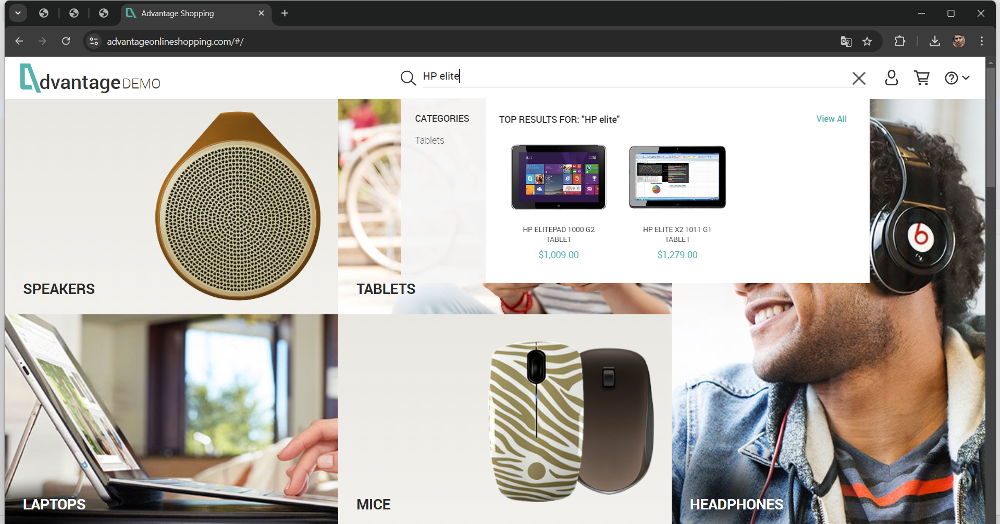 Advantage Shopping
advantageonlineshopping.com/#/
dvantage DEMO
HP elite
CATEGORIES
Tablets
TOP RESULTS FOR: "HP elite"
View All
HP ELITEPAD 1000 G2
TABLET
$1,009.00
HP ELITE X2 1011 G1
TABLET
$1,279.00
SPEAKERS
TABLETS
LAPTOPS
MICE
HEADPHONES